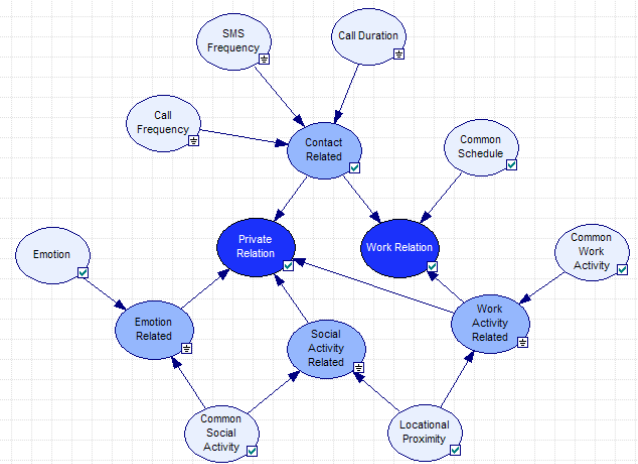 SMS
Frequency
Call Duration
Call
Frequency
Contact
Related
Common
Schedule
Private
Relation
Work Relation
Common
Work
Activity
Emotion
Emotion
Related
Social
Activity
Related
Work
Activity
Related
Common
Social
Activity
Locational
Proximity